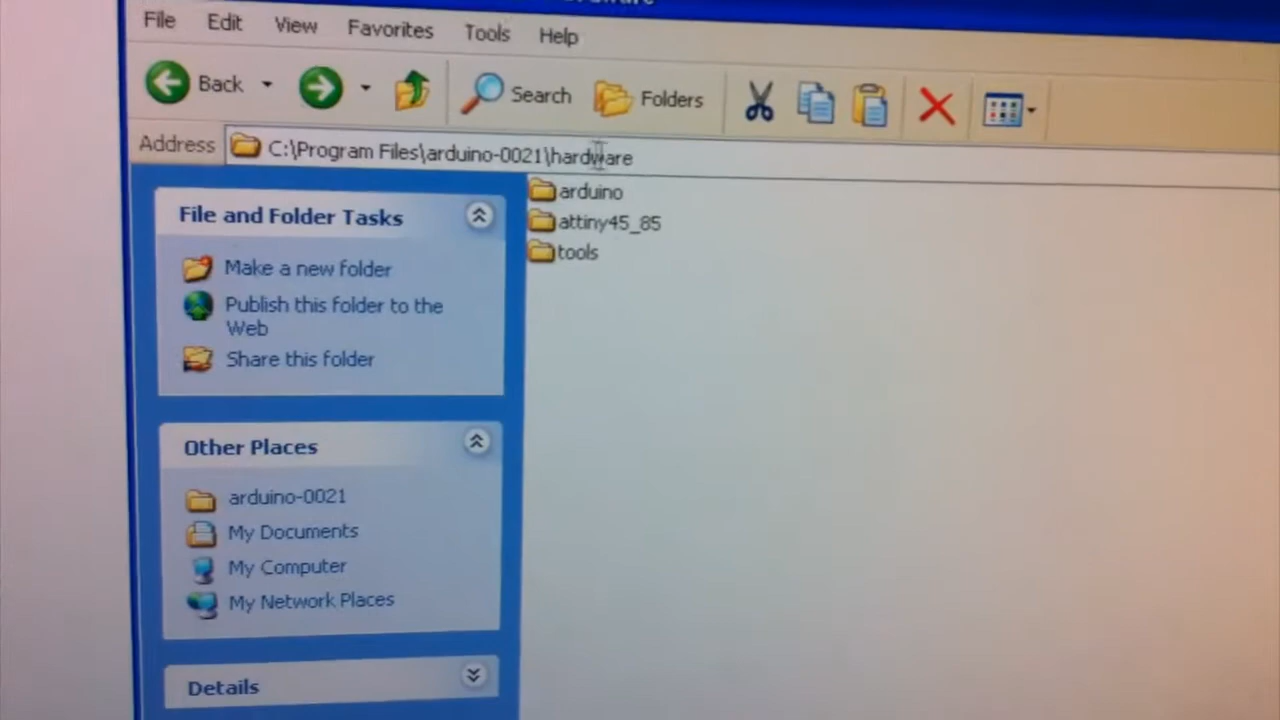 File Edit View Favorites Tools Help
Back Search Folders
Address C:\Program Files\arduino-0021\hardware
File and Folder Tasks
Make a new folder
Publish this folder to the
Web
Share this folder
Other Places
arduino-0021
My Documents
My Computer
My Network Places
Details
arduino
attiny45_85
tools